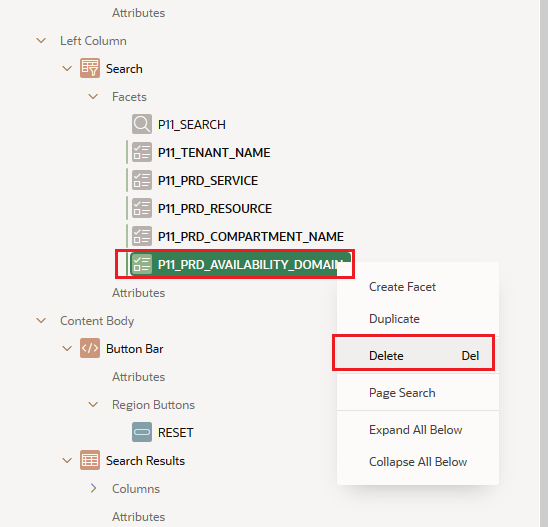 Attributes
Left Column
Search
Facets
P11_SEARCH
P11_TENANT_NAME
P11_PRD_SERVICE
P11_PRD_RESOURCE
P11_PRD_COMPARTMENT_NAME
P11_PRD_AVAILABILITY_DOMAIN
Attributes
Content Body
Button Bar
Attributes
Region Buttons
RESET
Search Results
Columns
Attributes
Create Facet
Duplicate
Delete Del
Page Search
Expand All Below
Collapse All Below